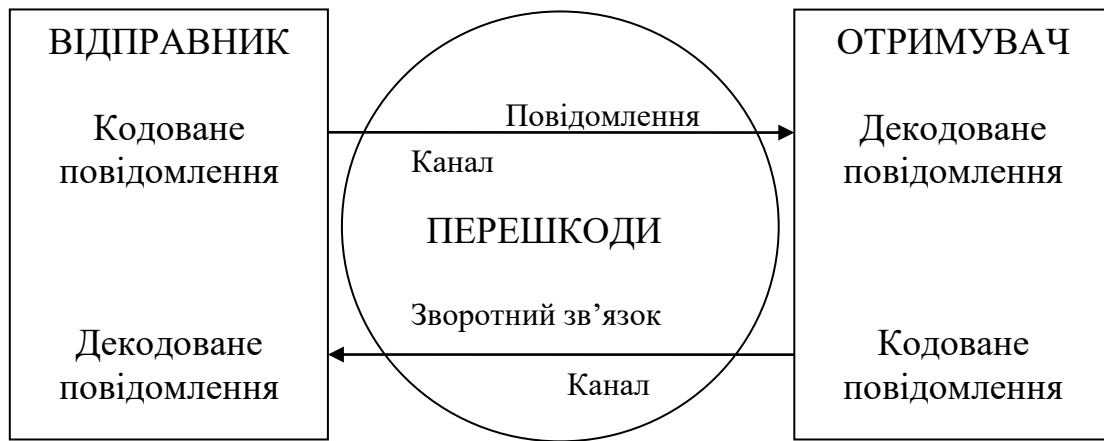 ВІДПРАВНИК
Кодоване
повідомлення
Декодоване
повідомлення
Повідомлення
Канал
ПЕРЕШКОДИ
Зворотний зв’язок
Канал
ОТРИМУВАЧ
Декодоване
повідомлення
Кодоване
повідомлення